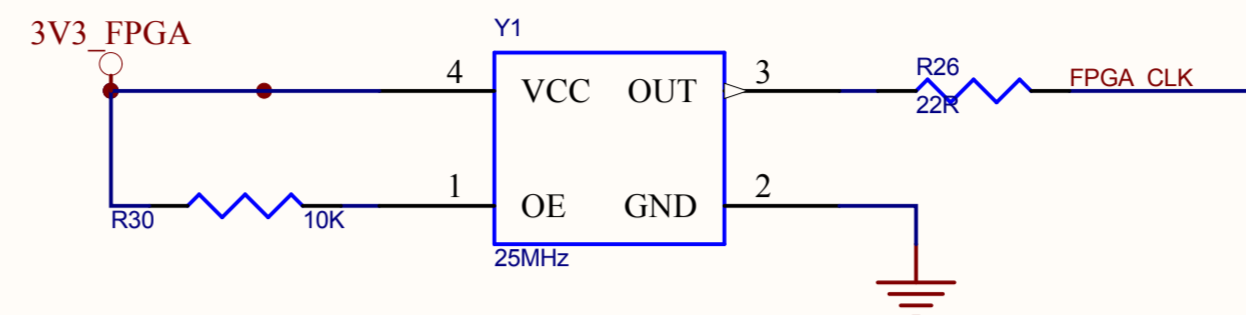 3V3_FPGA
Y1
4 VCC OUT 3
R26
22R
FPGA_CLK
1 OE GND 2
R30 10K
25MHz